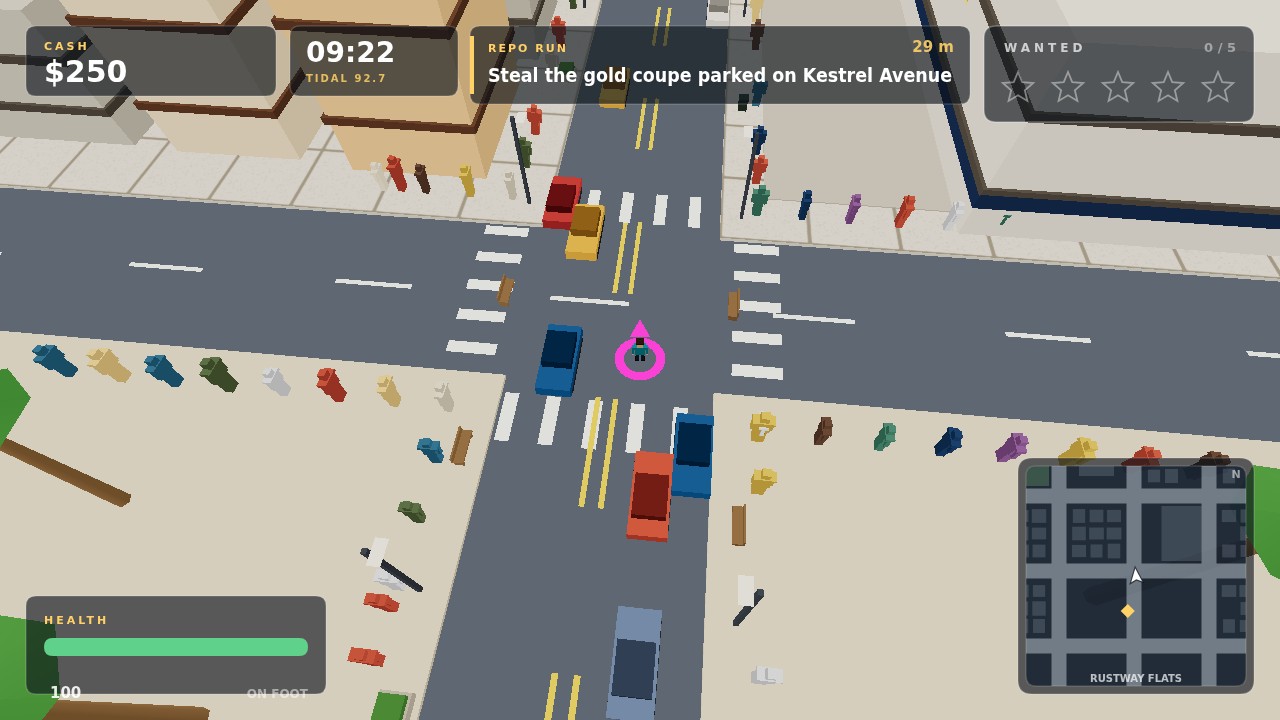 CASH
$250
09:22
TIDAL 92.7
REPO RUN
29 m
Steal the gold coupe parked on Kestrel Avenue
WANTED
0 / 5
HEALTH
100
ON FOOT
N
RUSTWAY FLATS